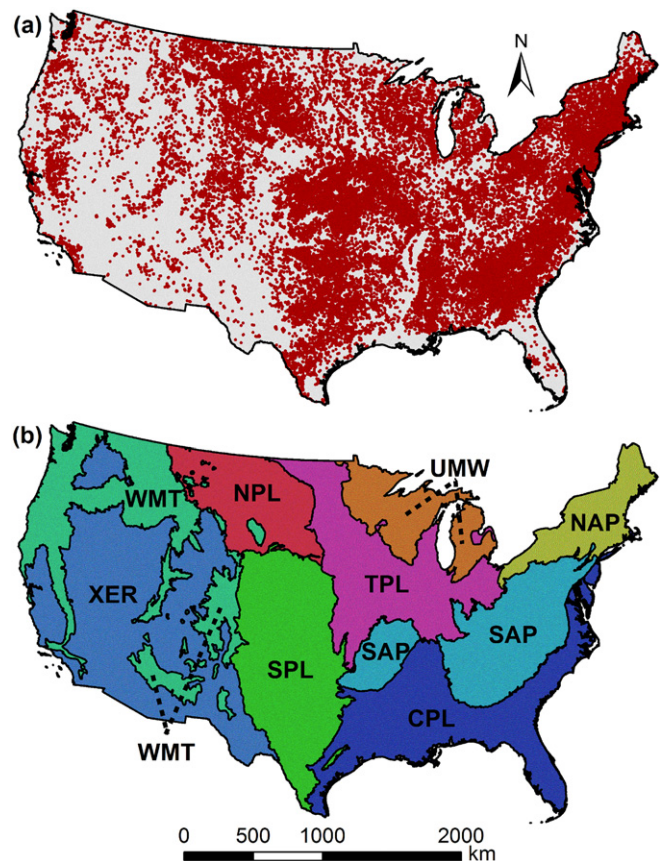 (a)
N
(b)
UMW
WMT
NPL
NAP
XER
TPL
SAP
SPL
SAP
CPL
WMT
0 500 1000 2000
km